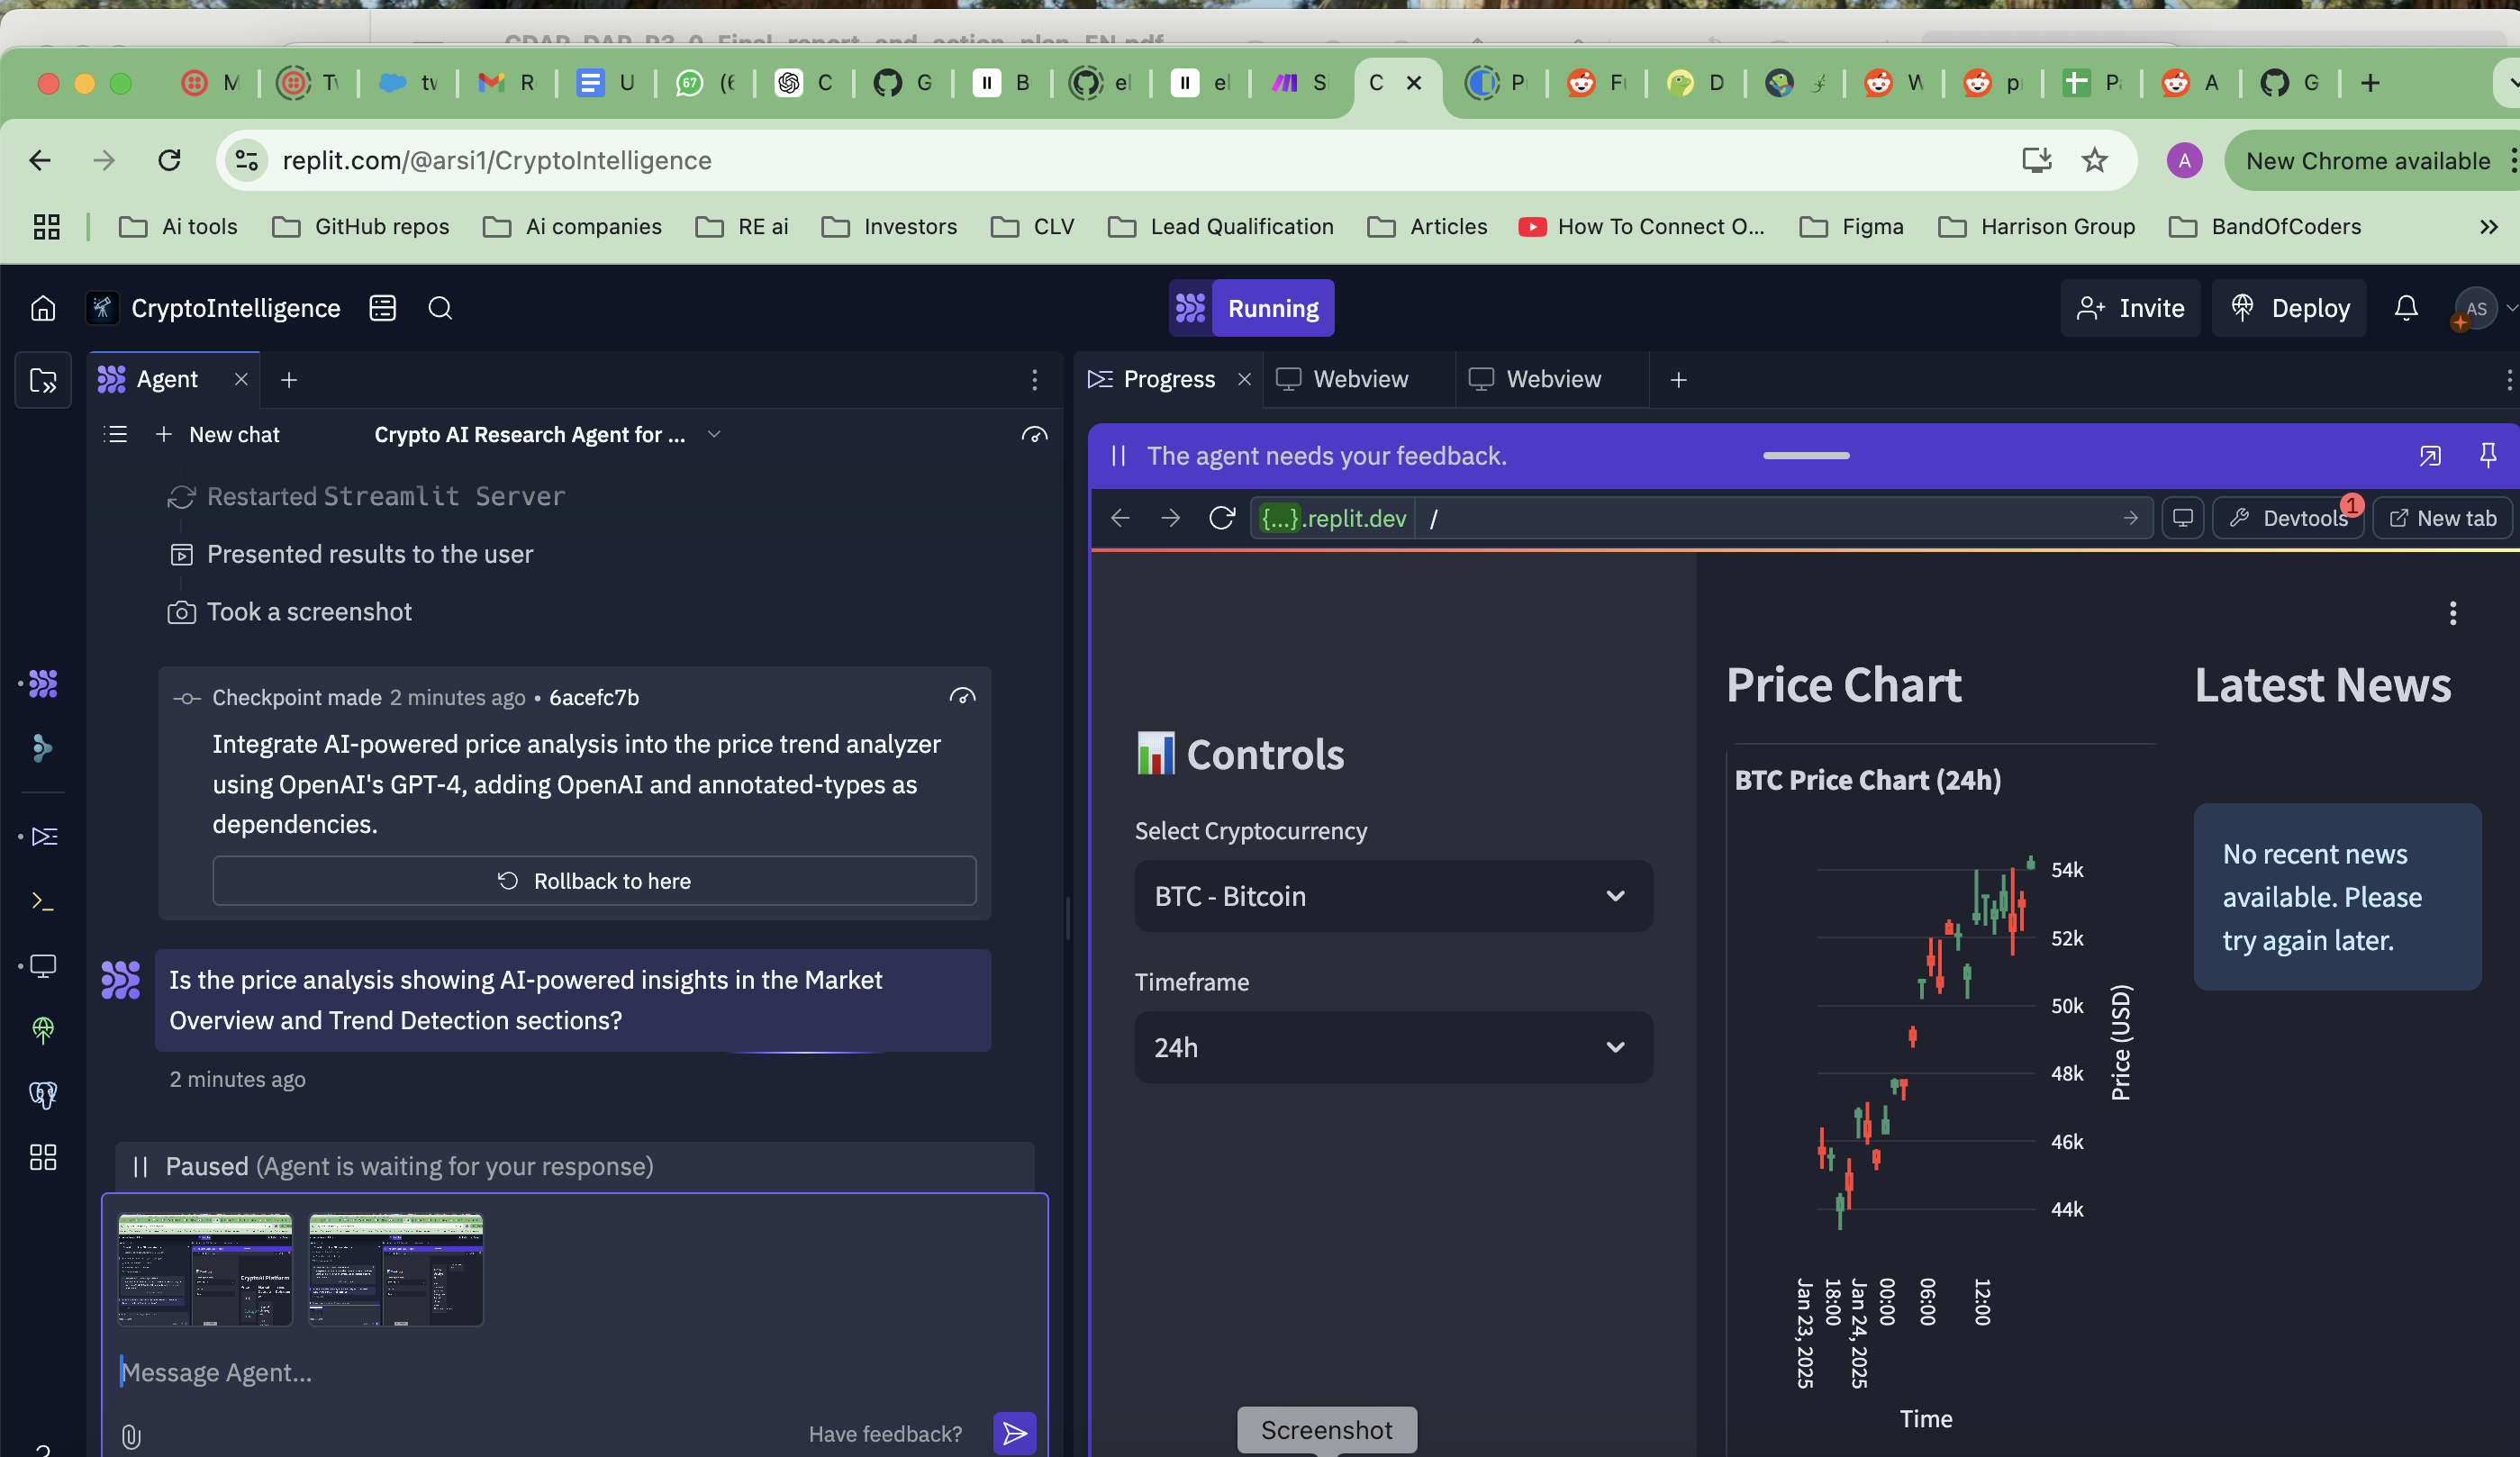 CDAP_DAP_R3_0_Final_report_and_action_plan_EN.pdf
M
Tv
tv
R
U
67
C
G
B
el
el
S
C
P
F
D
W
p
P
A
G
replit.com/@arsi1/CryptoIntelligence
A
New Chrome available
Ai tools
GitHub repos
Ai companies
RE ai
Investors
CLV
Lead Qualification
Articles
How To Connect O...
Figma
Harrison Group
BandOfCoders
CryptoIntelligence
Running
Invite
Deploy
AS
Agent
Progress
Webview
Webview
New chat
Crypto AI Research Agent for ...
The agent needs your feedback.
{...}.replit.dev
/
Devtools
1
New tab
Restarted Streamlit Server
Presented results to the user
Took a screenshot
Checkpoint made 2 minutes ago • 6acefc7b
Integrate AI-powered price analysis into the price trend analyzer
using OpenAI's GPT-4, adding OpenAI and annotated-types as
dependencies.
Rollback to here
Is the price analysis showing AI-powered insights in the Market
Overview and Trend Detection sections?
2 minutes ago
Paused (Agent is waiting for your response)
Message Agent...
Have feedback?
Controls
Select Cryptocurrency
BTC - Bitcoin
Timeframe
24h
Price Chart
BTC Price Chart (24h)
54k
52k
50k
48k
46k
44k
Price (USD)
Jan 23, 2025
18:00
Jan 24, 2025
00:00
06:00
12:00
Time
Latest News
No recent news
available. Please
try again later.
Screenshot